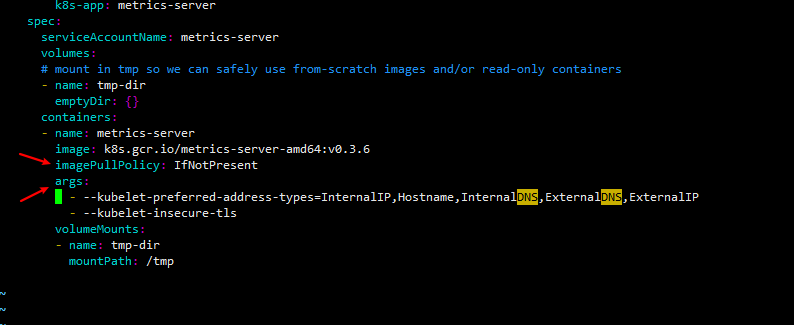 k8s-app: metrics-server
  spec:
    serviceAccountName: metrics-server
    volumes:
    # mount in tmp so we can safely use from-scratch images and/or read-only containers
    - name: tmp-dir
      emptyDir: {}
    containers:
    - name: metrics-server
      image: k8s.gcr.io/metrics-server-amd64:v0.3.6
      imagePullPolicy: IfNotPresent
      args:
        - --kubelet-preferred-address-types=InternalIP,Hostname,InternalDNS,ExternalDNS,ExternalIP
        - --kubelet-insecure-tls
      volumeMounts:
      - name: tmp-dir
        mountPath: /tmp
~
~
~